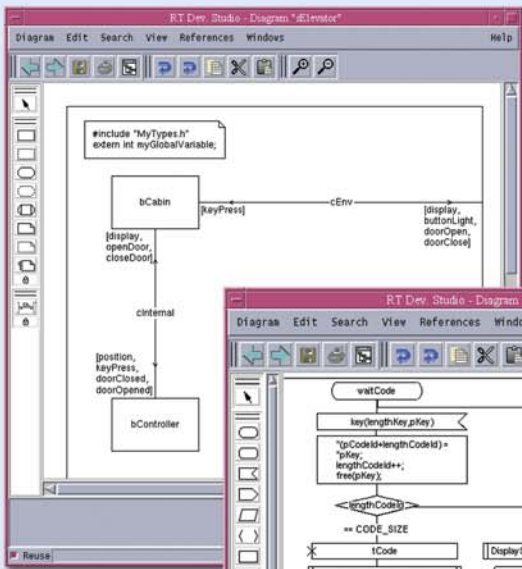 RT Dev. Studio - Diagram "rElevator"
Diagram Edit Search View References Windows Help
#include "MyTypes.h"
extern int myGlobalVariable;
bCabin
[keyPress]
cEnv
[display,
buttonLight,
doorOpen,
doorClose]
[display,
openDoor,
closeDoor]
cInternal
[position,
keyPress,
doorClosed,
doorOpened]
bController
Reuse
RT Dev. Studio - Diagram
Diagram Edit Search View References Windo
waitCode
key(lengthKey,pKey)
*(pCodeId+lengthCodeId) =
*pKey;
lengthCodeId++;
free(pKey);
lengthCodeId
== CODE_SIZE
tCode